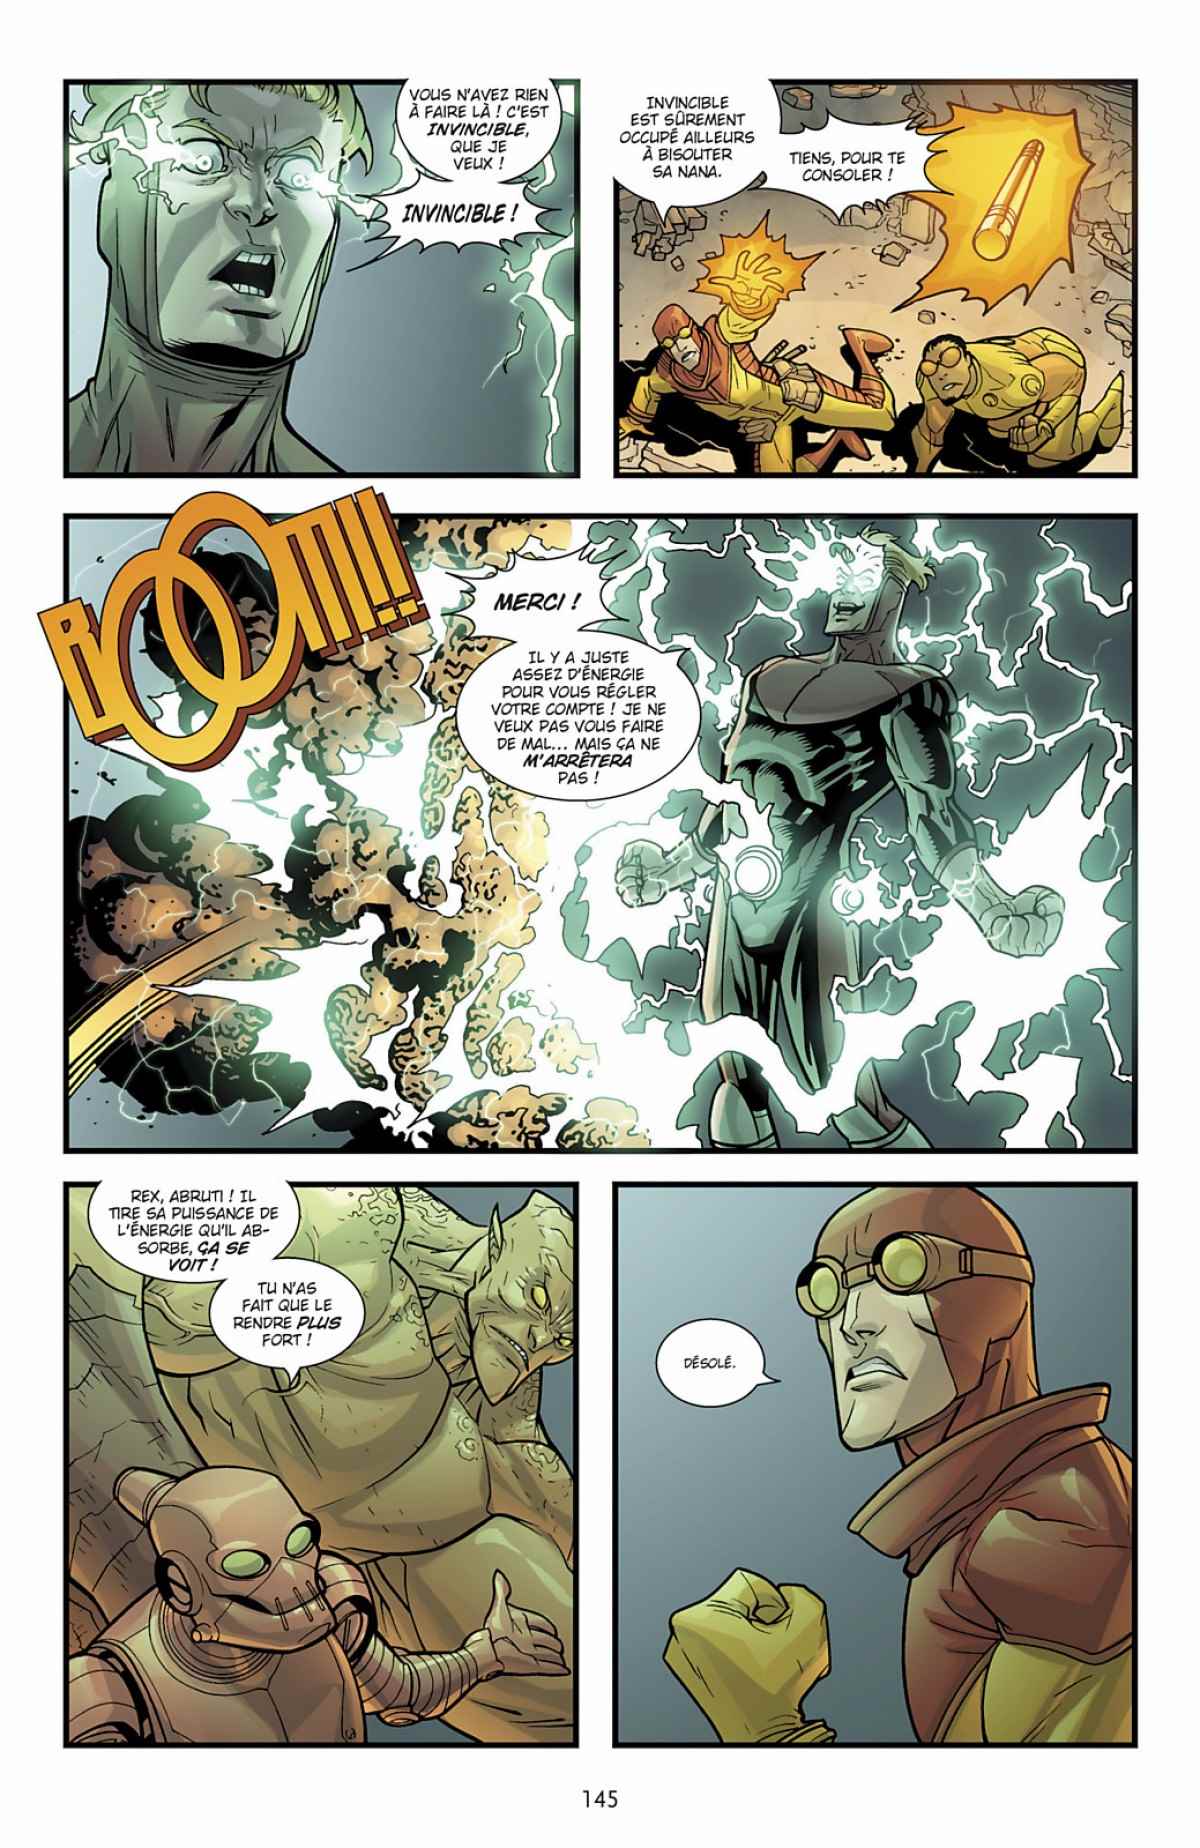 VOUS N'AVEZ RIEN
À FAIRE LÀ ! C'EST
INVINCIBLE,
QUE JE
VEUX !
INVINCIBLE !
INVINCIBLE
EST SÛREMENT
OCCUPÉ AILLEURS
À BISOUTER
SA NANA.
TIENS, POUR TE
CONSOLER !
BOOM!!!
MERCI !
IL Y A JUSTE
ASSEZ D'ÉNERGIE
POUR VOUS RÉGLER
VOTRE COMPTE ! JE NE
VEUX PAS VOUS FAIRE
DE MAL... MAIS ÇA NE
M'ARRÊTERA
PAS !
REX, ABRUTI ! IL
TIRE SA PUISSANCE DE
L'ÉNERGIE QU'IL AB-
SORBE, ÇA SE
VOIT !
TU N'AS
FAIT QUE LE
RENDRE PLUS
FORT !
DÉSOLÉ.
145